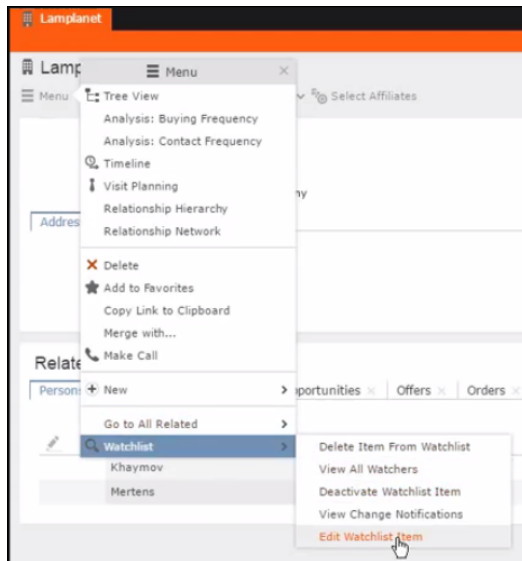 Lamplanet
Lamp
Menu
Menu
Select Affiliates
Tree View
Analysis: Buying Frequency
Analysis: Contact Frequency
Timeline
Visit Planning
ny
Relationship Hierarchy
Addres
Relationship Network
Delete
Add to Favorites
Copy Link to Clipboard
Merge with...
Make Call
Relate
Person
New
portunities
Offers
Orders
Go to All Related
Watchlist
Delete Item From Watchlist
Khaymov
View All Watchers
Mertens
Deactivate Watchlist Item
View Change Notifications
Edit Watchlist Item